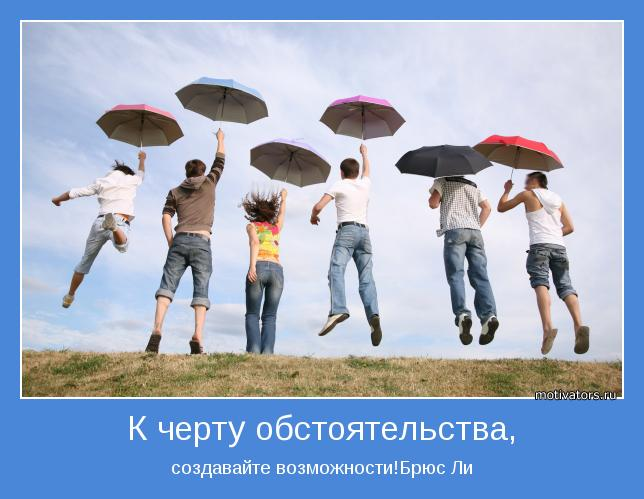 motivators.ru
К черту обстоятельства,
создавайте возможности!Брюс Ли